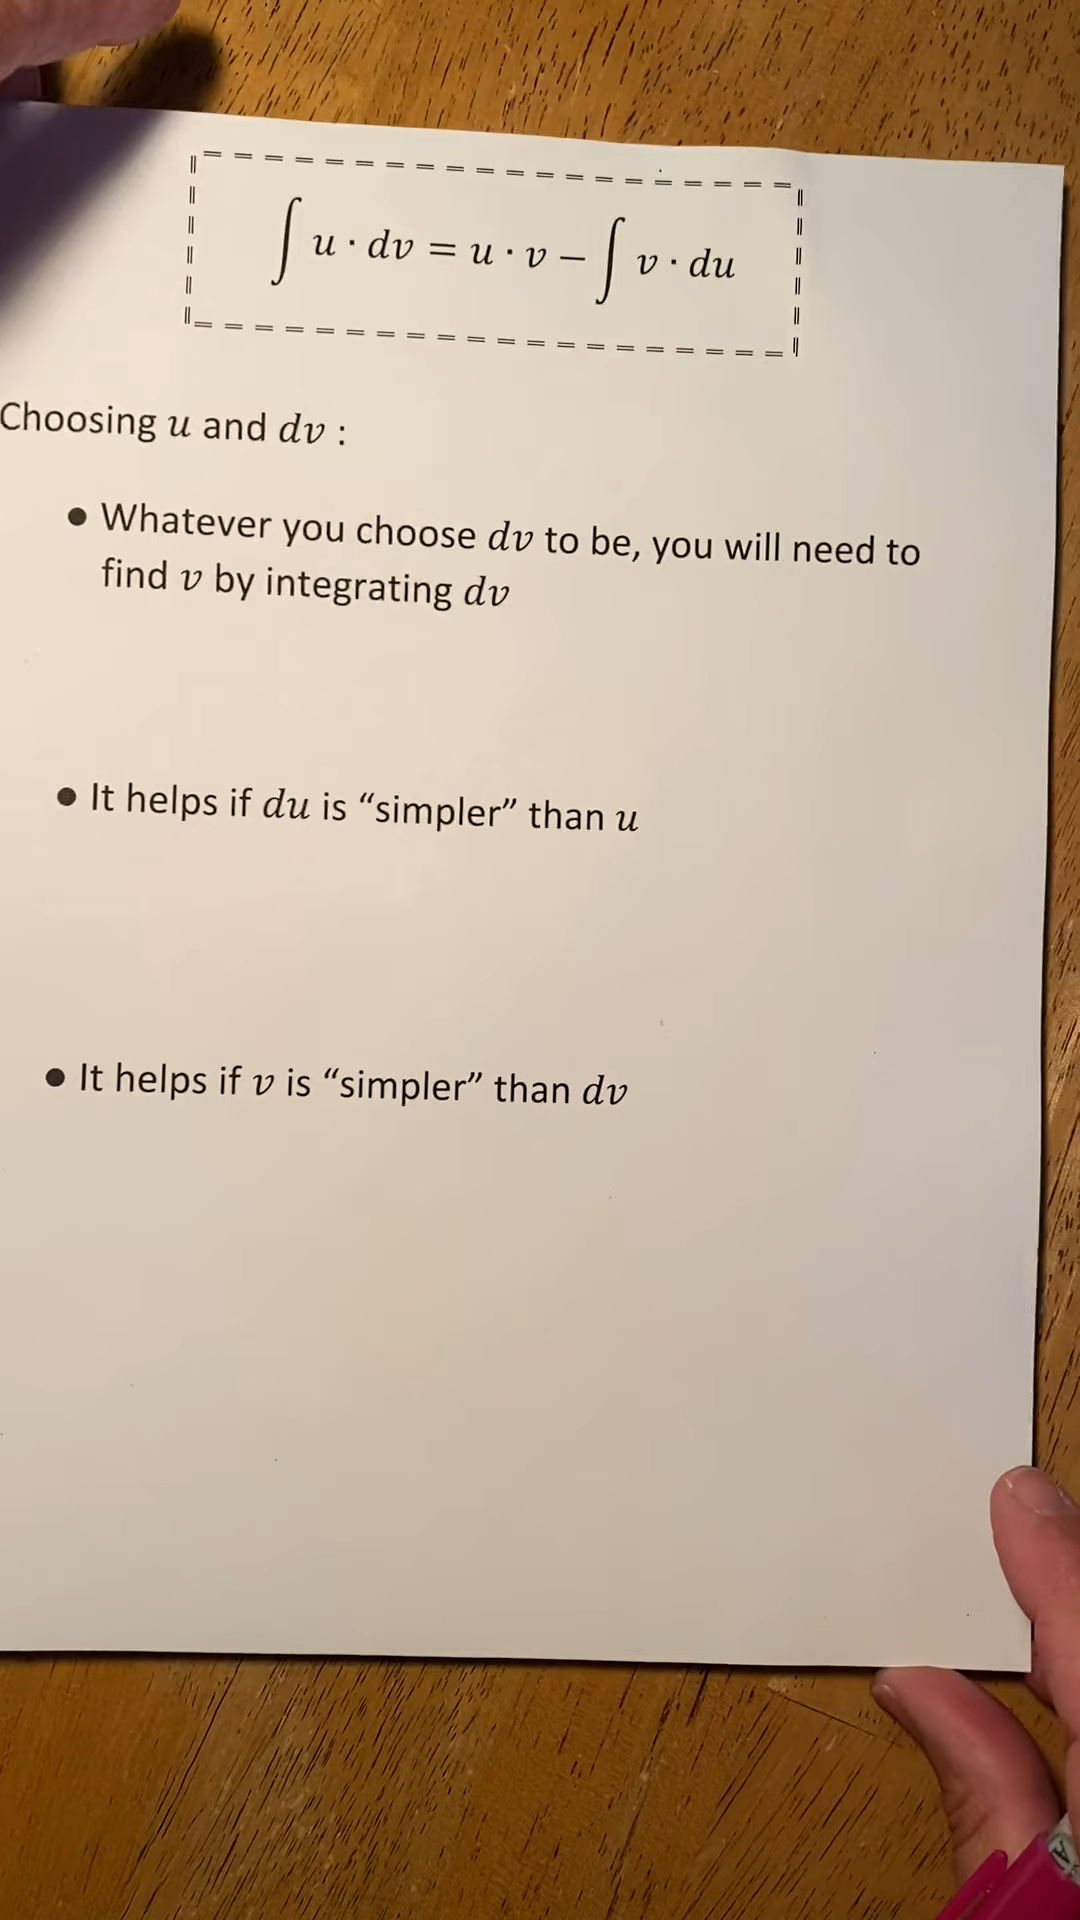 ∫ u · dv = u · v − ∫ v · du
Choosing u and dv :
● Whatever you choose dv to be, you will need to
find v by integrating dv
● It helps if du is “simpler” than u
● It helps if v is “simpler” than dv